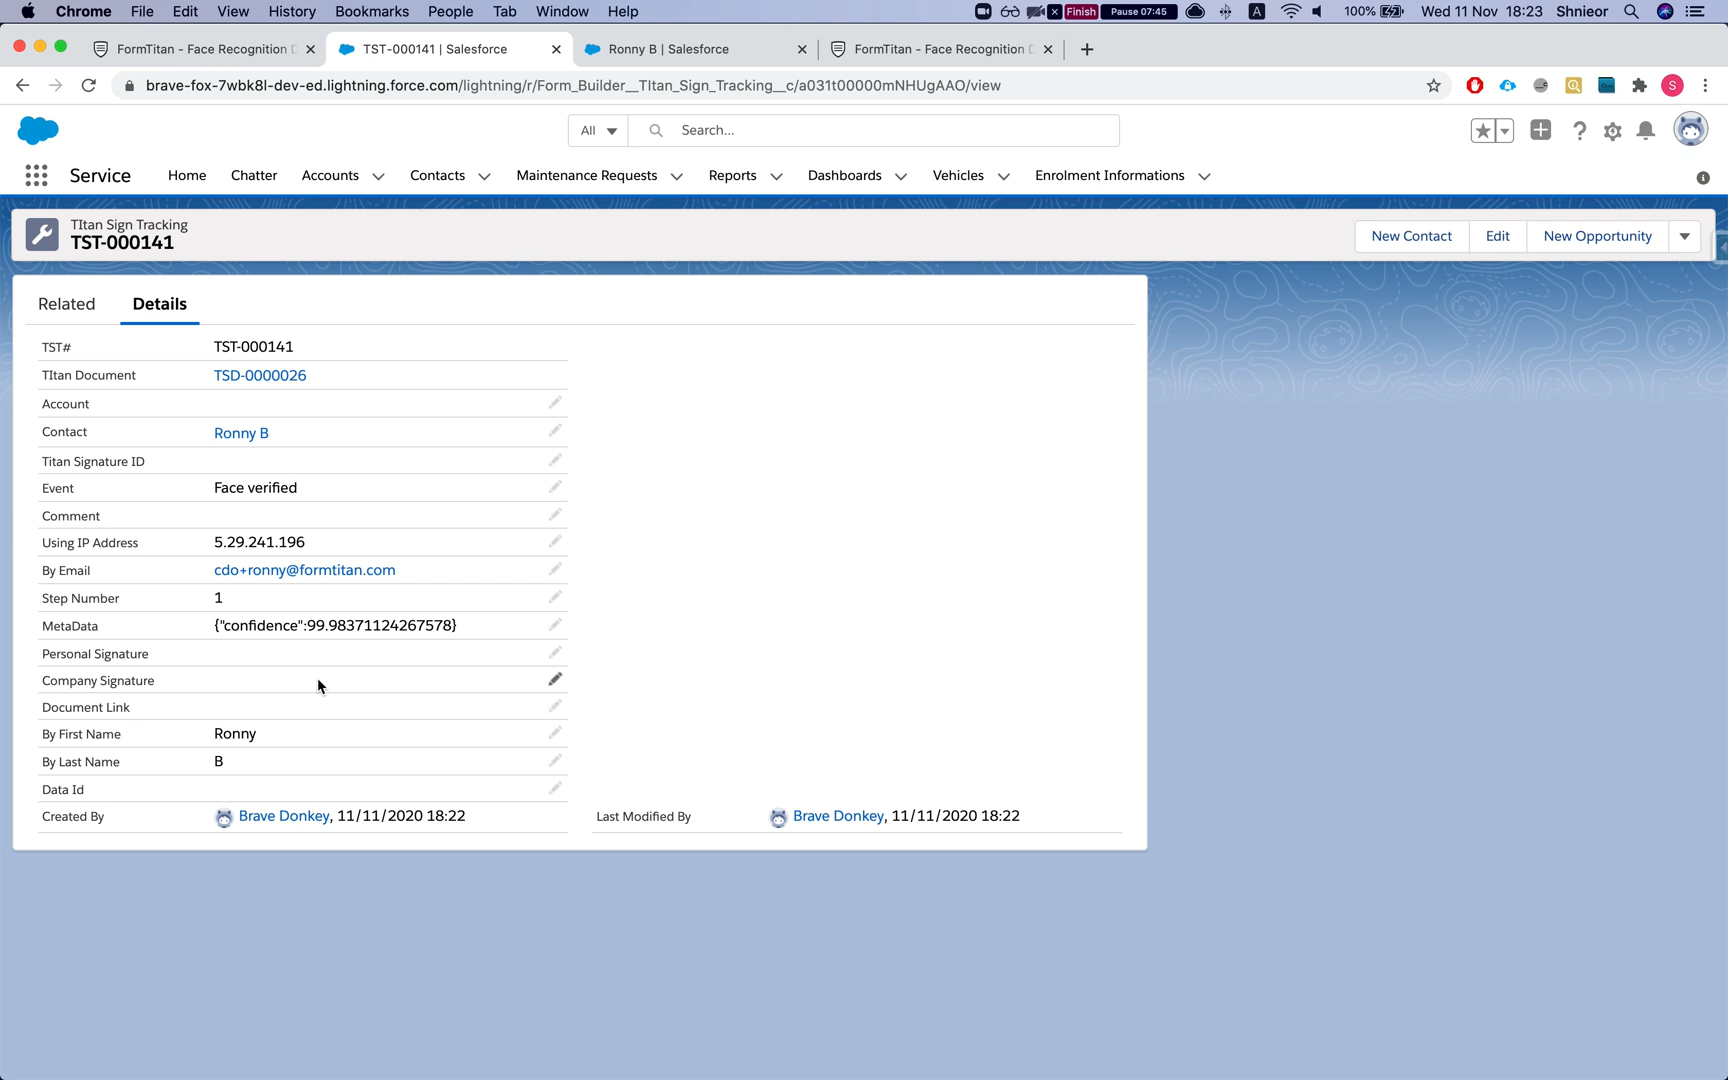 Chrome File Edit View History Bookmarks People Tab Window Help Finish Pause 07:45 A 100% Wed 11 Nov 18:23 Shnieor
FormTitan - Face Recognition D TST-000141 | Salesforce Ronny B | Salesforce FormTitan - Face Recognition D
brave-fox-7wbk8l-dev-ed.lightning.force.com/lightning/r/Form_Builder__TItan_Sign_Tracking__c/a031t00000mNHUgAAO/view S
All Search...
Service Home Chatter Accounts Contacts Maintenance Requests Reports Dashboards Vehicles Enrolment Informations
TItan Sign Tracking
TST-000141
New Contact Edit New Opportunity
Related Details
TST# TST-000141
TItan Document TSD-0000026
Account
Contact Ronny B
Titan Signature ID
Event Face verified
Comment
Using IP Address 5.29.241.196
By Email cdo+ronny@formtitan.com
Step Number 1
MetaData {"confidence":99.98371124267578}
Personal Signature
Company Signature
Document Link
By First Name Ronny
By Last Name B
Data Id
Created By Brave Donkey, 11/11/2020 18:22 Last Modified By Brave Donkey, 11/11/2020 18:22